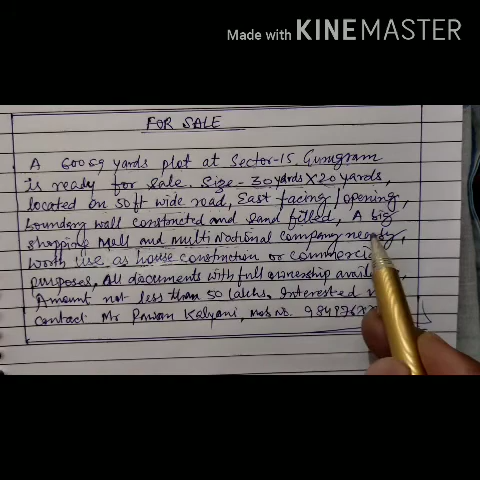 Made with KINEMASTER
FOR SALE
A 600 sq yards plot at Sector-15, Gurugram
is ready for sale. Size - 30 yards X 20 yards,
located on 50ft wide road, East facing / opening,
boundary wall constructed and sand filled, A big
shopping Mall and multi National company nearby,
worth use as house construction or commercial
purposes, All documents with full ownership
Amount not less than 50 lakhs, Interested
contact Mr Pawan Kalyani, mob No. 984976XX